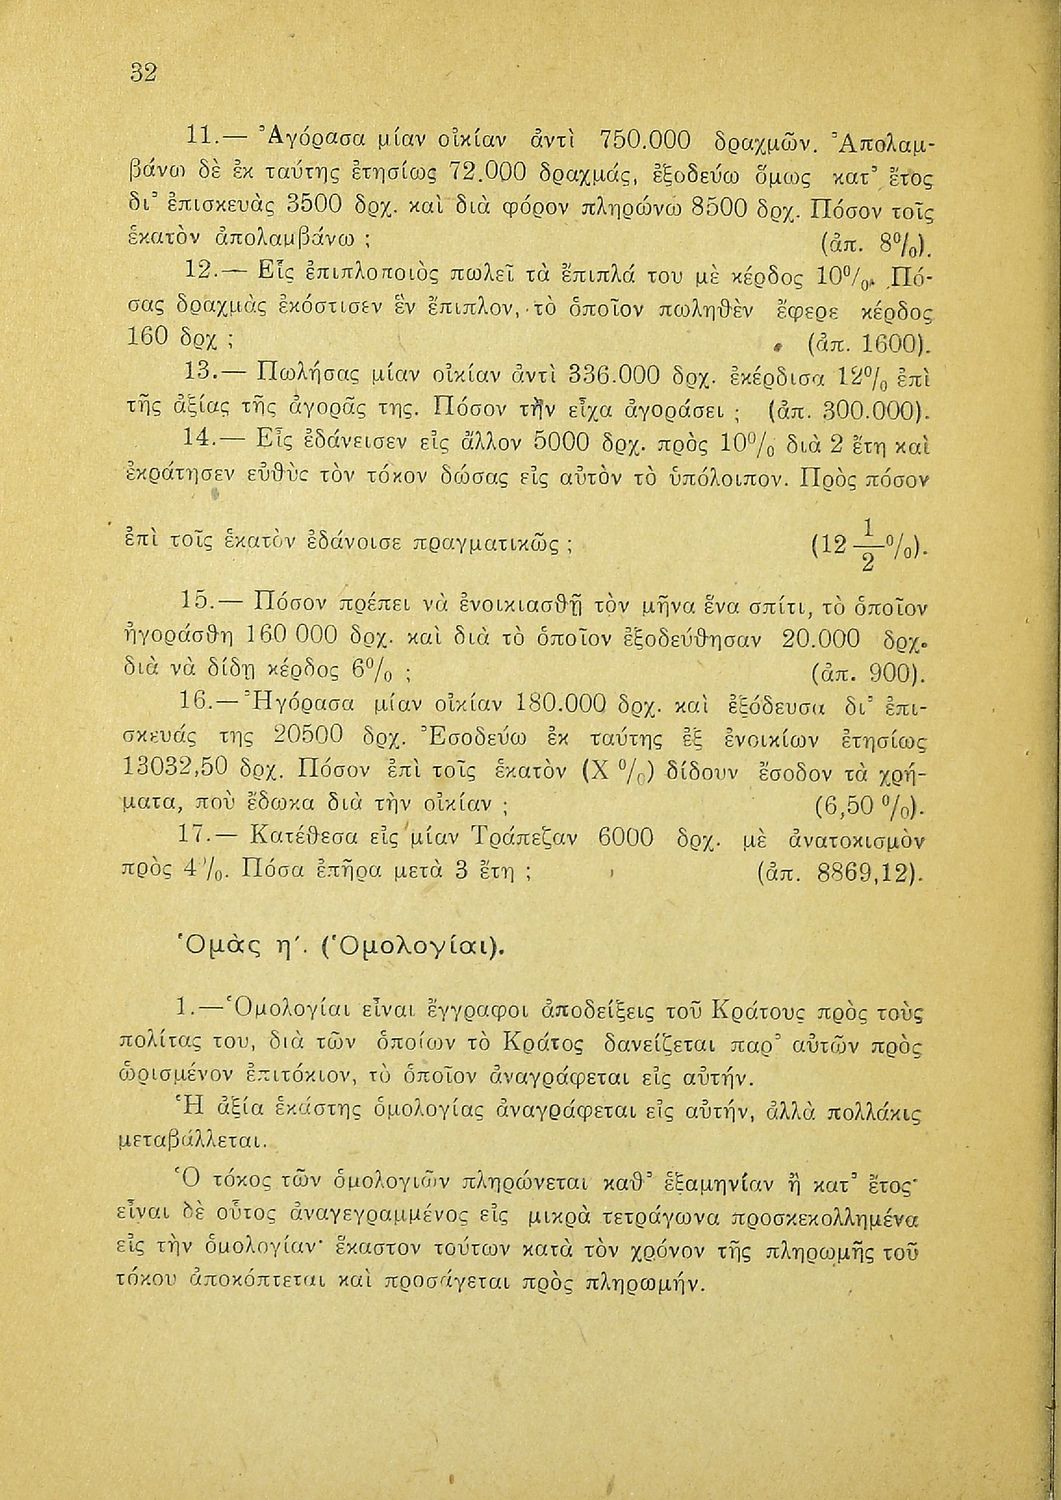 32
11.— Ἀγόρασα μίαν οἰκίαν ἀντὶ 750.000 δραχμῶν. Ἀπολαμ-
βάνω δὲ ἐκ ταύτης ἐτησίως 72.000 δραχμάς, ἐξοδεύω ὅμως κατ᾽ ἔτος
δι᾽ ἐπισκευὰς 3500 δρχ. καὶ διὰ φόρον πληρώνω 8500 δρχ. Πόσον τοῖς
ἑκατὸν ἀπολαμβάνω ; (ἀπ. 8%).
12.— Εἷς ἐπιπλοποιὸς πωλεῖ τὰ ἔπιπλά του μὲ κέρδος 10%. Πό-
σας δραχμὰς ἐκόστισεν ἓν ἔπιπλον, τὸ ὁποῖον πωληθὲν ἔφερε κέρδος
160 δρχ ; (ἀπ. 1600).
13.— Πωλήσας μίαν οἰκίαν ἀντὶ 336.000 δρχ. ἐκέρδισα 12% ἐπὶ
τῆς ἀξίας τῆς ἀγορᾶς της. Πόσον τὴν εἶχα ἀγοράσει ; (ἀπ. 300.000).
14.— Εἷς ἐδάνεισεν εἰς ἄλλον 5000 δρχ. πρὸς 10% διὰ 2 ἔτη καὶ
ἐκράτησεν εὐθὺς τὸν τόκον δώσας εἰς αὐτὸν τὸ ὑπόλοιπον. Πρὸς πόσον
ἐπὶ τοῖς ἑκατὸν ἐδάνοισε πραγματικῶς ; (12 1/2 %).
15.— Πόσον πρέπει νὰ ἐνοικιασθῇ τὸν μῆνα ἕνα σπίτι, τὸ ὁποῖον
ἠγοράσθη 160 000 δρχ. καὶ διὰ τὸ ὁποῖον ἐξοδεύθησαν 20.000 δρχ.
διὰ νὰ δίδῃ κέρδος 6% ; (ἀπ. 900).
16.— Ἠγόρασα μίαν οἰκίαν 180.000 δρχ. καὶ ἐξόδευσα δι᾽ ἐπι-
σκευάς της 20500 δρχ. Ἐσοδεύω ἐκ ταύτης ἐξ ἐνοικίων ἐτησίως
13032,50 δρχ. Πόσον ἐπὶ τοῖς ἑκατὸν (Χ %) δίδουν ἔσοδον τὰ χρή-
ματα, ποὺ ἔδωκα διὰ τὴν οἰκίαν ; (6,50 %).
17.— Κατέθεσα εἰς μίαν Τράπεζαν 6000 δρχ. μὲ ἀνατοκισμὸν
πρὸς 4%. Πόσα ἐπῆρα μετὰ 3 ἔτη ; (ἀπ. 8869,12).
Ὁμὰς η΄. (Ὁμολογίαι).
1.— Ὁμολογίαι εἶναι ἔγγραφοι ἀποδείξεις τοῦ Κράτους πρὸς τοὺς
πολίτας του, διὰ τῶν ὁποίων τὸ Κράτος δανείζεται παρ᾽ αὐτῶν πρὸς
ὡρισμένον ἐπιτόκιον, τὸ ὁποῖον ἀναγράφεται εἰς αὐτήν.
Ἡ ἀξία ἑκάστης ὁμολογίας ἀναγράφεται εἰς αὐτήν, ἀλλὰ πολλάκις
μεταβάλλεται.
Ὁ τόκος τῶν ὁμολογιῶν πληρώνεται καθ᾽ ἑξαμηνίαν ἢ κατ᾽ ἔτος·
εἶναι δὲ οὗτος ἀναγεγραμμένος εἰς μικρὰ τετράγωνα προσκεκολλημένα
εἰς τὴν ὁμολογίαν· ἕκαστον τούτων κατὰ τὸν χρόνον τῆς πληρωμῆς τοῦ
τόκου ἀποκόπτεται καὶ προσάγεται πρὸς πληρωμήν.